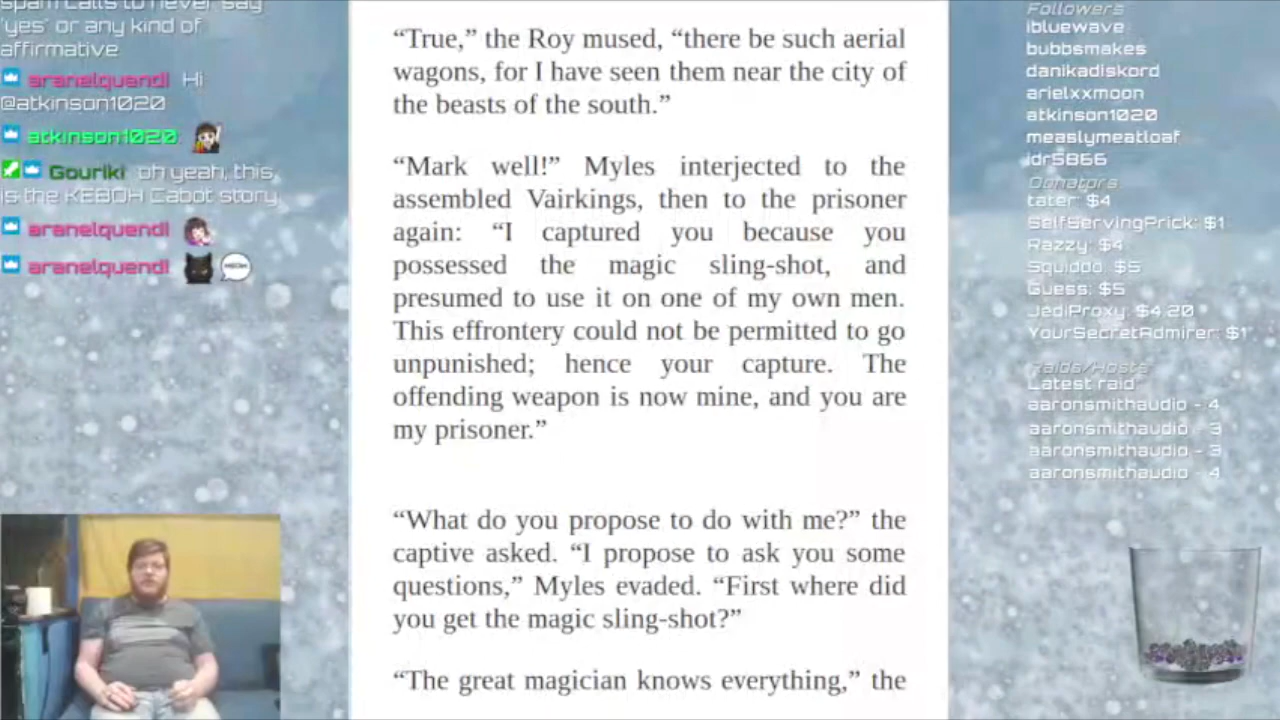 spam calls to never say
'yes' or any kind of
affirmative
aranelquendi Hi
@atkinson1020
atkinson1020
Gouriki oh yeah, this
is the KEBOH Cabot story
aranelquendi
aranelquendi
“True,” the Roy mused, “there be such aerial
wagons, for I have seen them near the city of
the beasts of the south.”
“Mark well!” Myles interjected to the
assembled Vairkings, then to the prisoner
again: “I captured you because you
possessed the magic sling-shot, and
presumed to use it on one of my own men.
This effrontery could not be permitted to go
unpunished; hence your capture. The
offending weapon is now mine, and you are
my prisoner.”
“What do you propose to do with me?” the
captive asked. “I propose to ask you some
questions,” Myles evaded. “First where did
you get the magic sling-shot?”
“The great magician knows everything,” the
Followers
ibluewave
bubbsmakes
danikadiskord
arielxxmoon
atkinson1020
measlymeatloaf
Donators
tater: $4
SelfServingPrick: $1
Razzy: $4
Squiddo: $5
Guess: $5
JediProxy: $4.20
YourSecretAdmirer: $1
Raids/Hosts
Latest raid
aaronsmithaudio - 4
aaronsmithaudio - 3
aaronsmithaudio - 3
aaronsmithaudio - 4